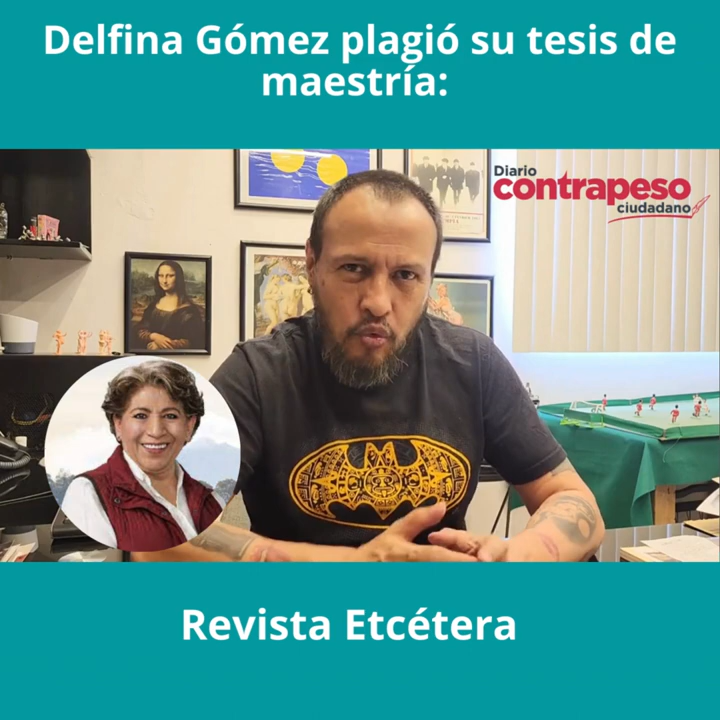 Delfina Gómez plagió su tesis de
maestría:
Diario
contrapeso
ciudadano
Revista Etcétera